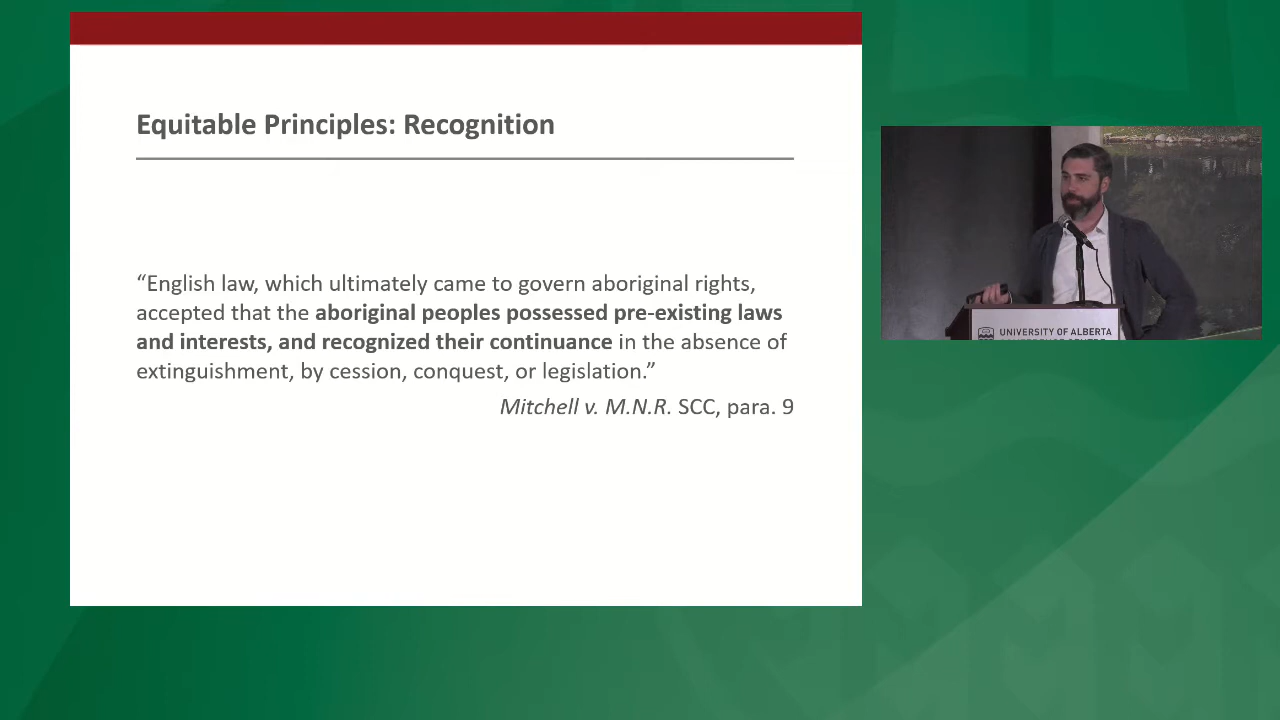 Equitable Principles: Recognition
“English law, which ultimately came to govern aboriginal rights,
accepted that the aboriginal peoples possessed pre-existing laws
and interests, and recognized their continuance in the absence of
extinguishment, by cession, conquest, or legislation.”
Mitchell v. M.N.R. SCC, para. 9
UNIVERSITY OF ALBERTA